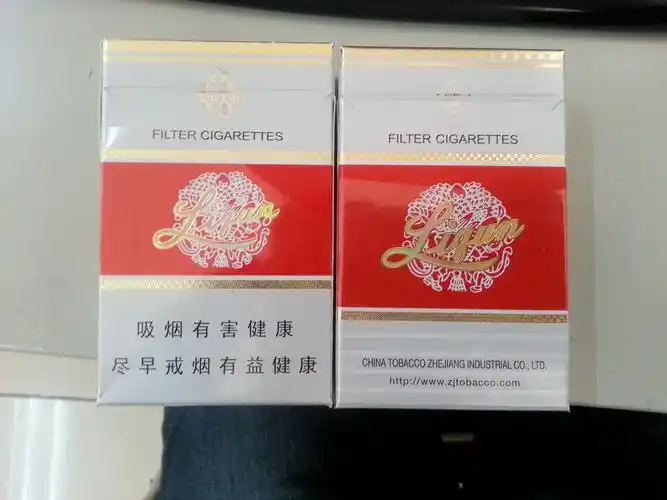 FILTER CIGARETTES
Liqun
吸烟有害健康
尽早戒烟有益健康
FILTER CIGARETTES
Liqun
CHINA TOBACCO ZHEJIANG INDUSTRIAL CO., LTD.
http://www.zjtobacco.com